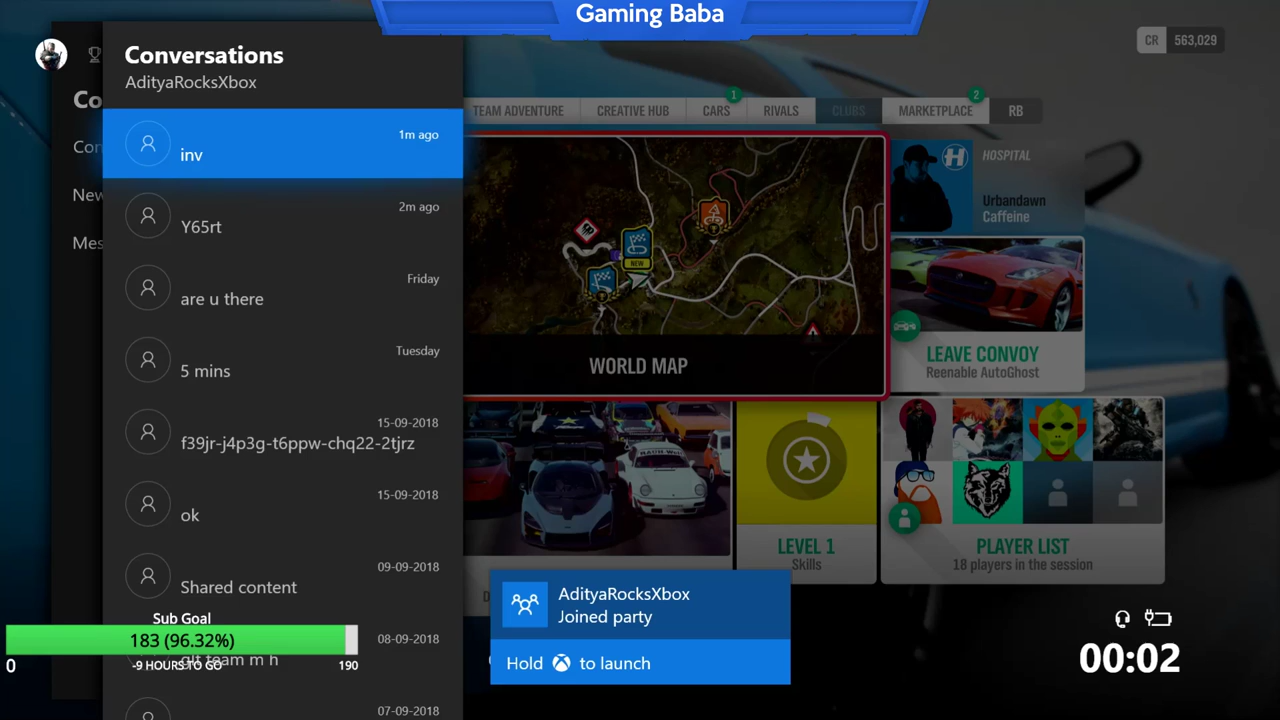 Gaming Baba
Conversations
AdityaRocksXbox
CR 563,029
Co
Con
New
Mes
1m ago
inv
2m ago
Y65rt
Friday
are u there
Tuesday
5 mins
15-09-2018
f39jr-j4p3g-t6ppw-chq22-2tjrz
15-09-2018
ok
09-09-2018
Shared content
08-09-2018
glt team m h
07-09-2018
TEAM ADVENTURE
CREATIVE HUB
CARS 1
RIVALS
CLUBS
MARKETPLACE 2
RB
WORLD MAP
NEW
HOSPITAL
Urbandawn
Caffeine
LEAVE CONVOY
Reenable AutoGhost
LEVEL 1
Skills
PLAYER LIST
18 players in the session
AdityaRocksXbox
Joined party
Hold to launch
Sub Goal
183 (96.32%)
0
-9 HOURS TO GO
190
00:02